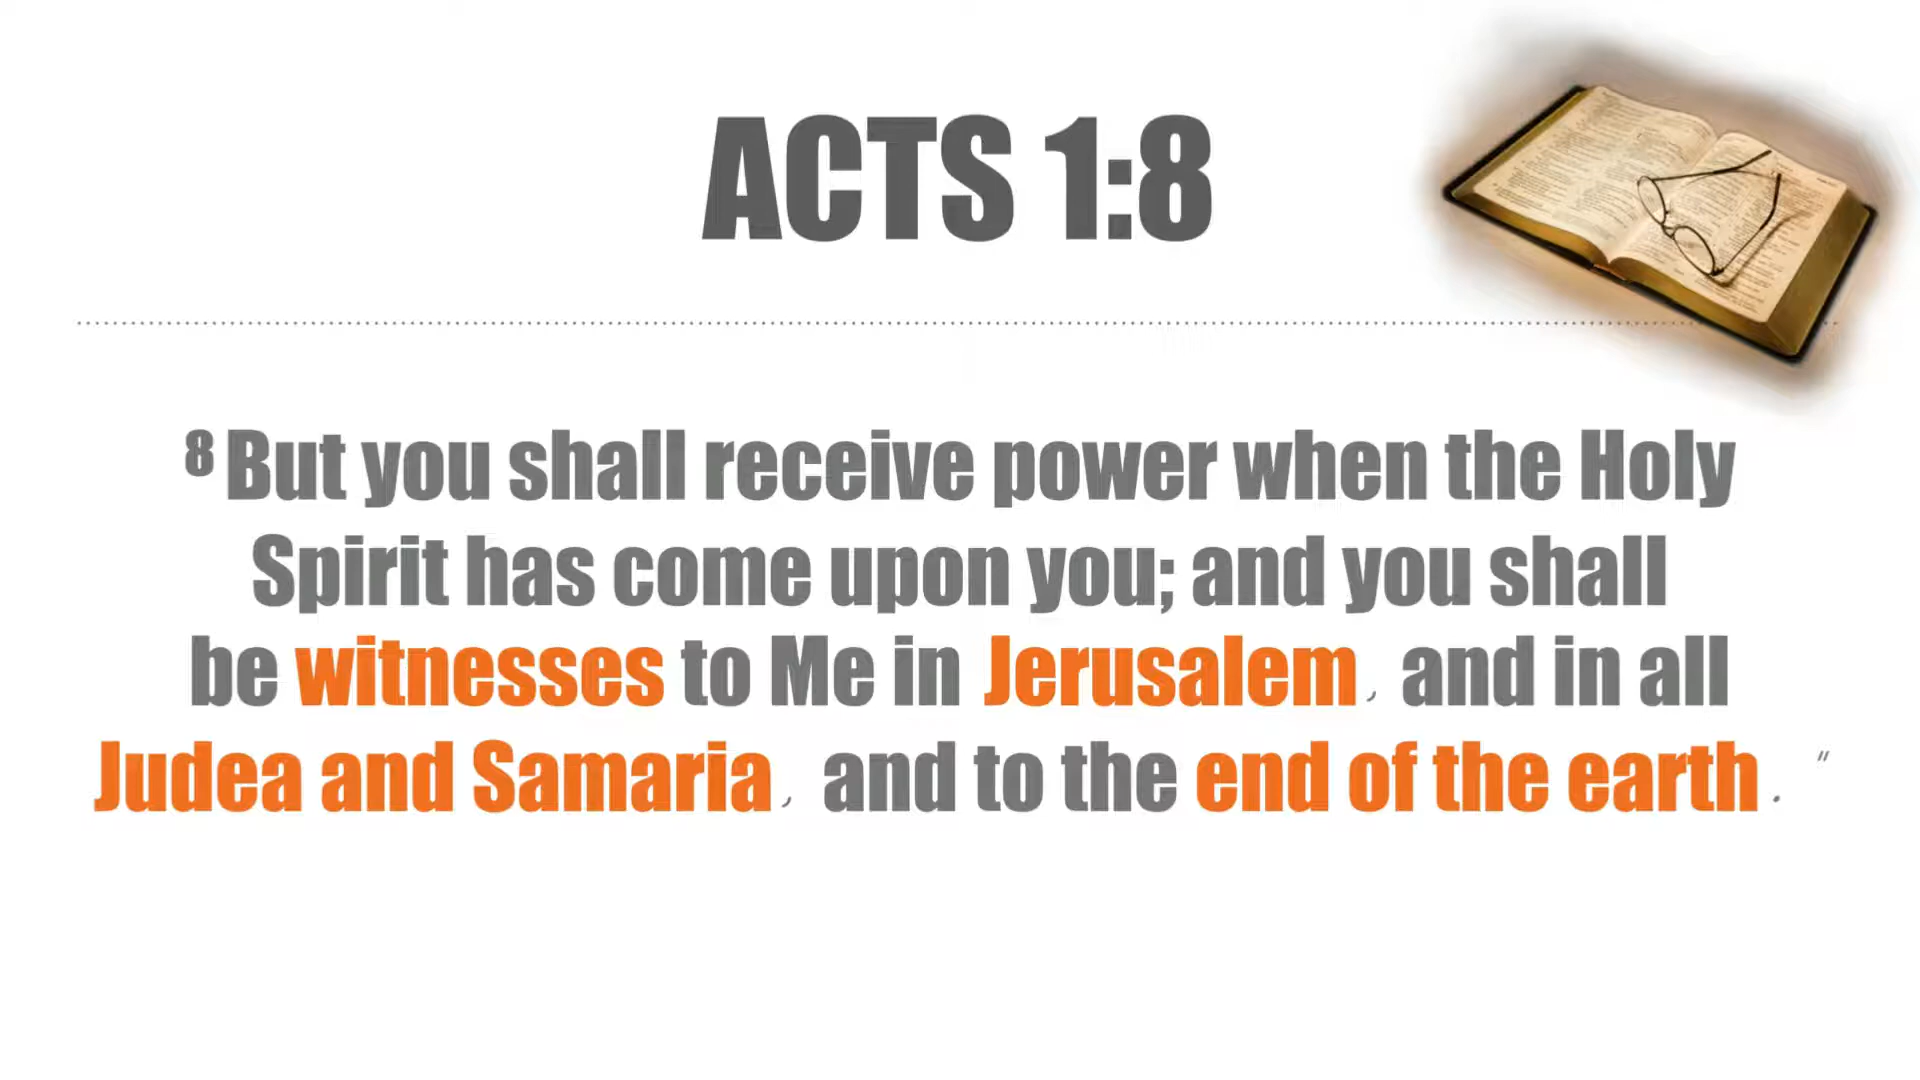 ACTS 1:8
8 But you shall receive power when the Holy
Spirit has come upon you; and you shall
be witnesses to Me in Jerusalem, and in all
Judea and Samaria, and to the end of the earth. "